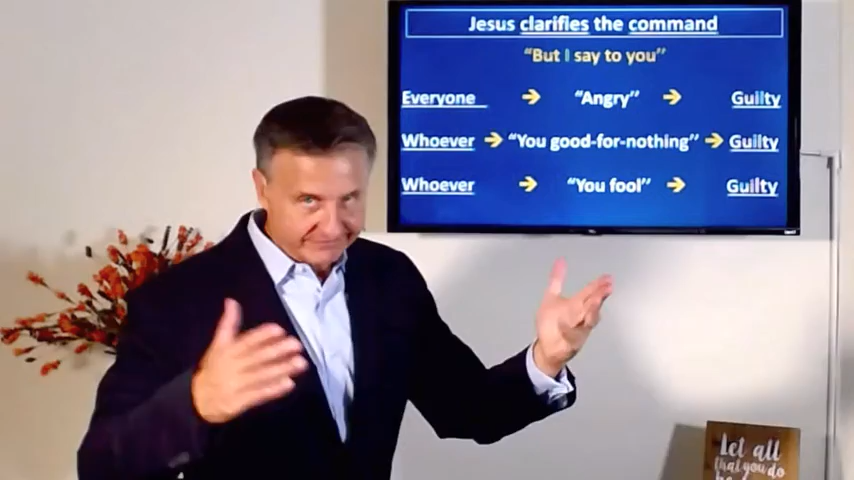 Jesus clarifies the command
“But I say to you”
Everyone → “Angry” → Guilty
Whoever → “You good-for-nothing” → Guilty
Whoever → “You fool” → Guilty
Let all
that you do
be